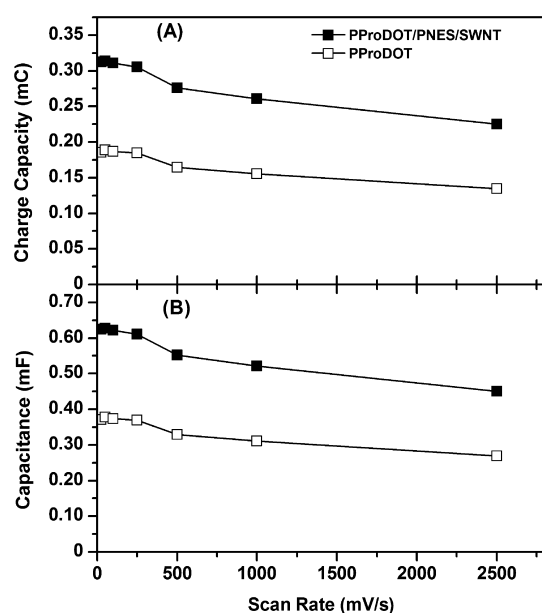 (A)
PProDOT/PNES/SWNT
PProDOT
Charge Capacity (mC)
0.35
0.30
0.25
0.20
0.15
0.10
0.05
0
(B)
Capacitance (mF)
0.70
0.60
0.50
0.40
0.30
0.20
0.10
0
0 500 1000 1500 2000 2500
Scan Rate (mV/s)